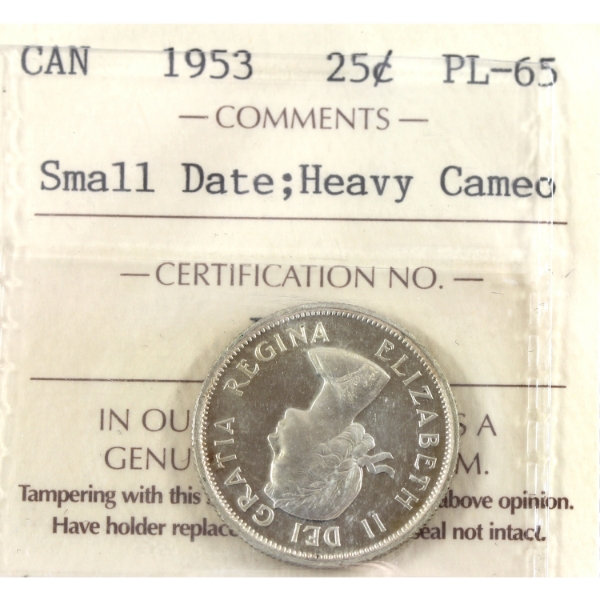 CAN 1953 25¢ PL-65
— COMMENTS —
Small Date;Heavy Cameo
— CERTIFICATION NO. —
IN OU S A
GENU M.
Tampering with this above opinion.
Have holder replac seal not intact.
ELIZABETH II DEI GRATIA REGINA